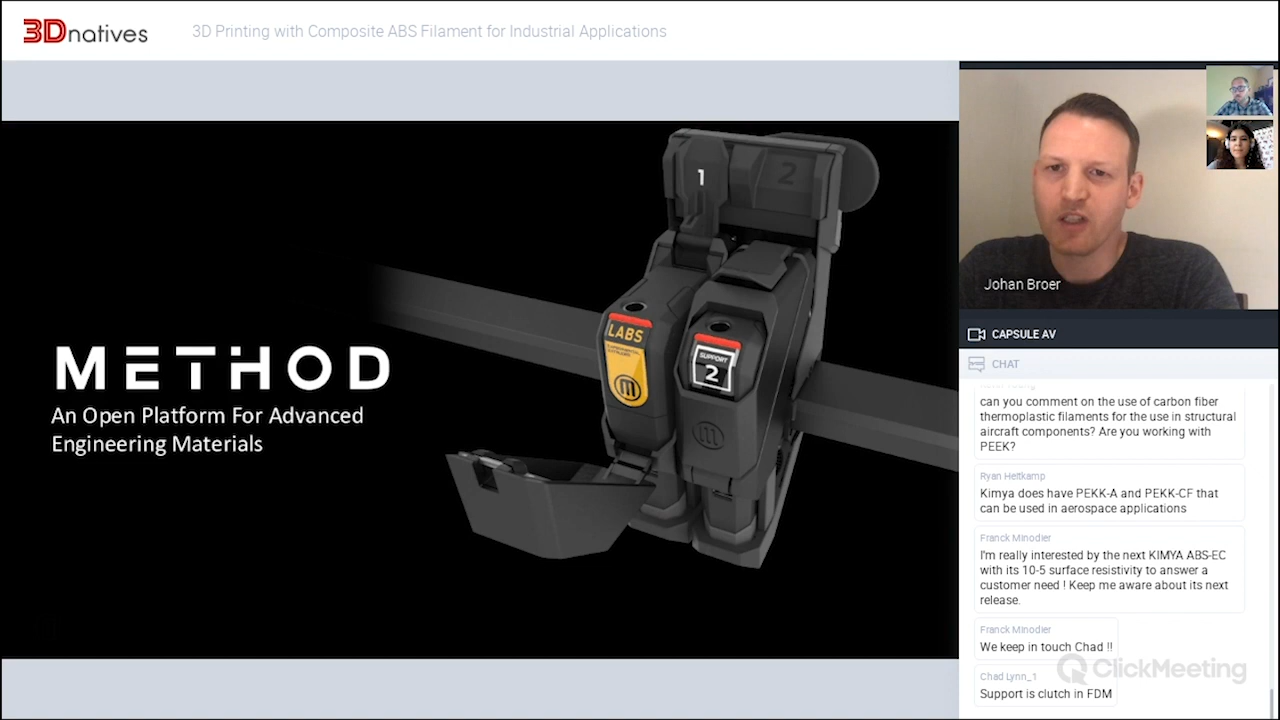 3Dnatives
3D Printing with Composite ABS Filament for Industrial Applications
1
2
LABS
EXPERIMENTAL
EXTRUDER
SUPPORT
2
METHOD
An Open Platform For Advanced
Engineering Materials
Johan Broer
CAPSULE AV
CHAT
can you comment on the use of carbon fiber
thermoplastic filaments for the use in structural
aircraft components? Are you working with
PEEK?
Ryan Heitkamp
Kimya does have PEKK-A and PEKK-CF that
can be used in aerospace applications
Franck Minodier
I'm really interested by the next KIMYA ABS-EC
with its 10-5 surface resistivity to answer a
customer need ! Keep me aware about its next
release.
Franck Minodier
We keep in touch Chad !!
ClickMeeting
Chad Lynn_1
Support is clutch in FDM